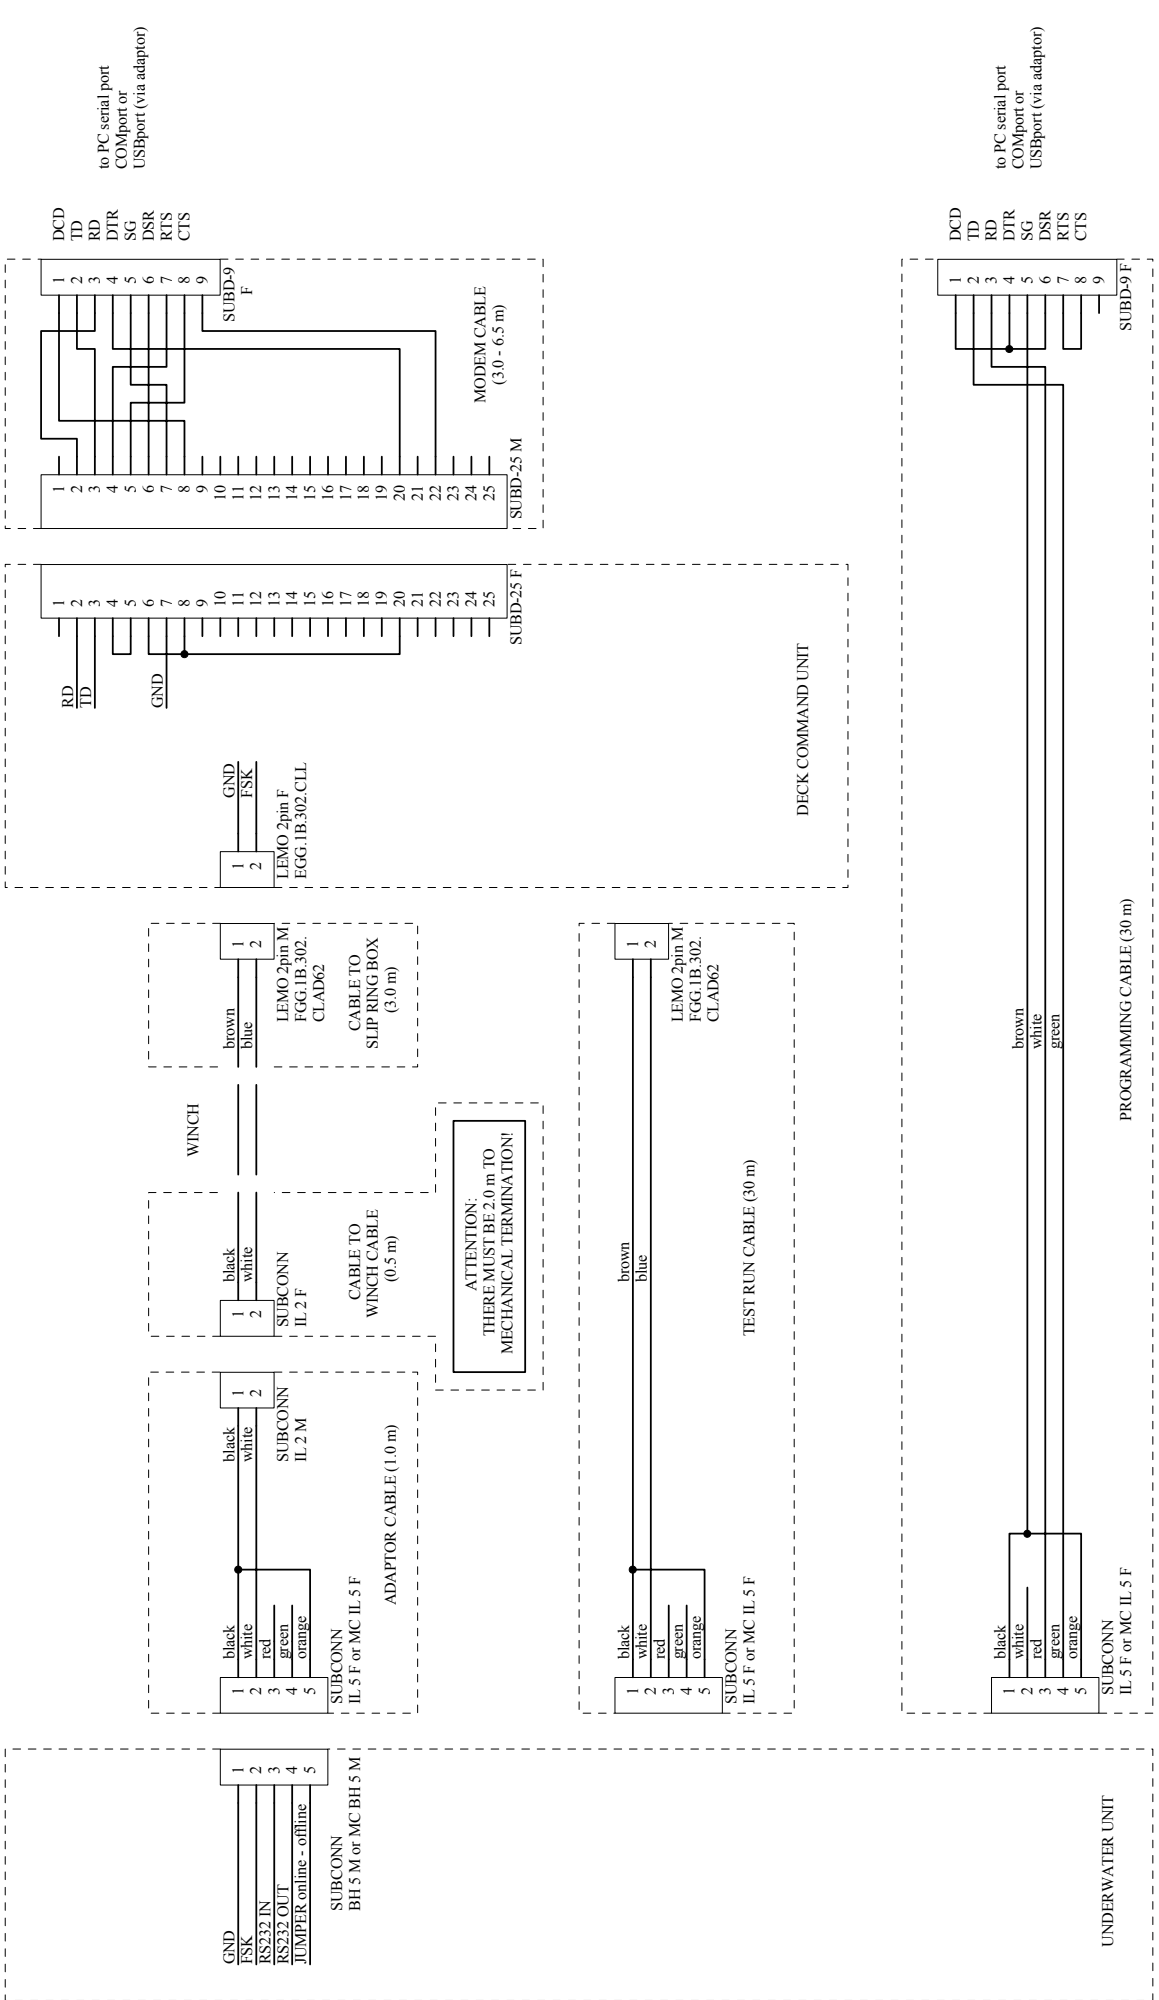 GND
FSK
RS232 IN
RS232 OUT
JUMPER online - offline
1
2
3
4
5
SUBCONN
BH 5 M or MC BH 5 M
UNDERWATER UNIT
1
2
3
4
5
black
white
red
green
orange
SUBCONN
IL 5 F or MC IL 5 F
black
white
1
2
SUBCONN
IL 2 M
ADAPTOR CABLE (1.0 m)
1
2
black
white
SUBCONN
IL 2 F
CABLE TO
WINCH CABLE
(0.5 m)
ATTENTION:
THERE MUST BE 2.0 m TO
MECHANICAL TERMINATION!
WINCH
brown
blue
1
2
LEMO 2pin M
FGG.1B.302.
CLAD62
CABLE TO
SLIP RING BOX
(3.0 m)
1
2
GND
FSK
LEMO 2pin F
EGG.1B.302.CLL
RD
TD
GND
1
2
3
4
5
6
7
8
9
10
11
12
13
14
15
16
17
18
19
20
21
22
23
24
25
SUBD-25 F
DECK COMMAND UNIT
1
2
3
4
5
6
7
8
9
10
11
12
13
14
15
16
17
18
19
20
21
22
23
24
25
SUBD-25 M
MODEM CABLE
(3.0 - 6.5 m)
1
2
3
4
5
6
7
8
9
SUBD-9
F
DCD
TD
RD
DTR
SG
DSR
RTS
CTS
to PC serial port
COMport or
USBport (via adaptor)
1
2
3
4
5
black
white
red
green
orange
SUBCONN
IL 5 F or MC IL 5 F
brown
blue
TEST RUN CABLE (30 m)
1
2
LEMO 2pin M
FGG.1B.302.
CLAD62
1
2
3
4
5
black
white
red
green
orange
SUBCONN
IL 5 F or MC IL 5 F
brown
white
green
PROGRAMMING CABLE (30 m)
1
2
3
4
5
6
7
8
9
SUBD-9 F
DCD
TD
RD
DTR
SG
DSR
RTS
CTS
to PC serial port
COMport or
USBport (via adaptor)